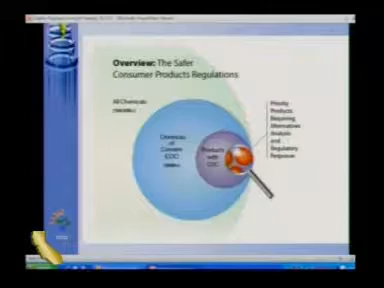 Overview: The Safer
Consumer Products Regulations
All Chemicals
Chemicals
of
Concern
(COC)
Products
with
COC
Priority
Products
Requiring
Alternatives
Analysis
and
Regulatory
Response